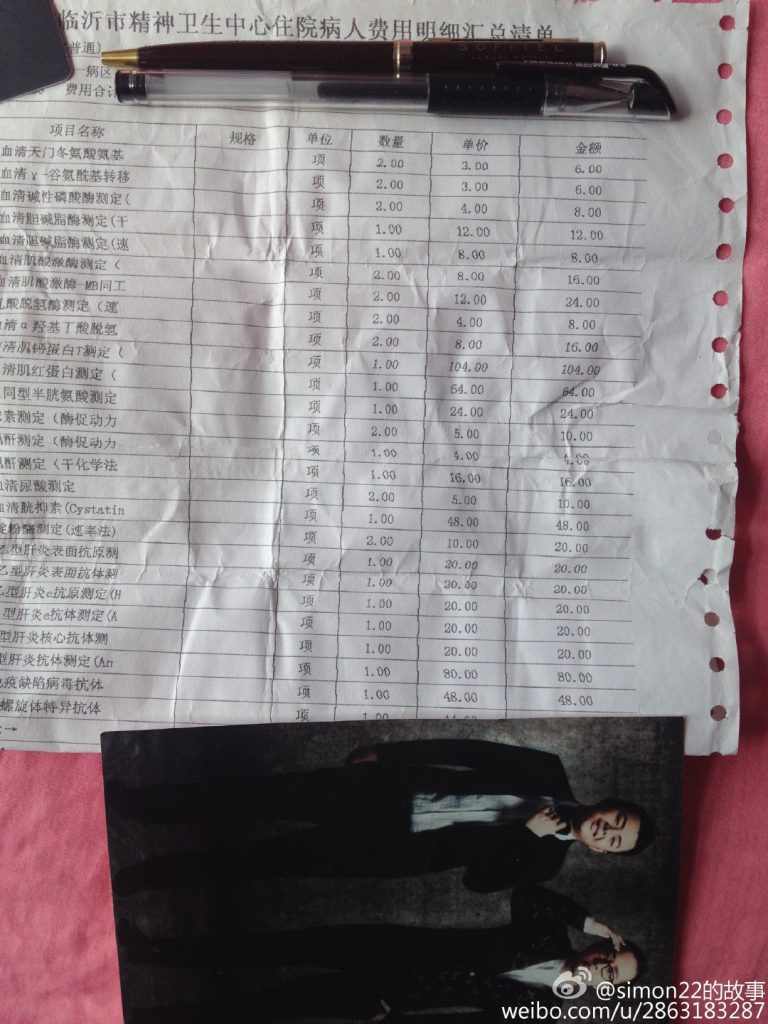 临沂市精神卫生中心住院病人费用明细汇总清单
普通)
SOFITEL
病区
费用合计
项目名称 规格 单位 数量 单价 金额
血清天门冬氨酸氨基 项 2.00 3.00 6.00
血清γ-谷氨酰基转移 项 2.00 3.00 6.00
血清碱性磷酸酶测定( 项 2.00 4.00 8.00
血清胆碱脂酶测定(干 项 1.00 12.00 12.00
血清胆碱脂酶测定(速 项 1.00 8.00 8.00
血清肌酸激酶测定( 项 2.00 8.00 16.00
血清肌酸激酶-MB同工 项 2.00 12.00 24.00
乳酸脱氢酶测定(速 项 2.00 4.00 8.00
清α羟基丁酸脱氢 项 2.00 8.00 16.00
清肌钙蛋白T测定( 项 1.00 104.00 104.00
清肌红蛋白测定( 项 1.00 64.00 64.00
同型半胱氨酸测定 项 1.00 24.00 24.00
素测定(酶促动力 项 2.00 5.00 10.00
酐测定(酶促动力 项 1.00 4.00 4.00
酐测定(干化学法 项 1.00 16.00 16.00
清尿酸测定 项 2.00 5.00 10.00
清胱抑素(Cystatin 项 1.00 48.00 48.00
淀粉酶测定(速率法) 项 2.00 10.00 20.00
乙型肝炎表面抗原测 项 1.00 20.00 20.00
乙型肝炎表面抗体测 项 1.00 20.00 20.00
乙型肝炎e抗原测定(H 项 1.00 20.00 20.00
型肝炎e抗体测定(A 项 1.00 20.00 20.00
型肝炎核心抗体测 项 1.00 20.00 20.00
型肝炎抗体测定(An 项 1.00 80.00 80.00
疫缺陷病毒抗体 项 1.00 48.00 48.00
螺旋体特异抗体 项 1.00
@simon22的故事
weibo.com/u/2863183287